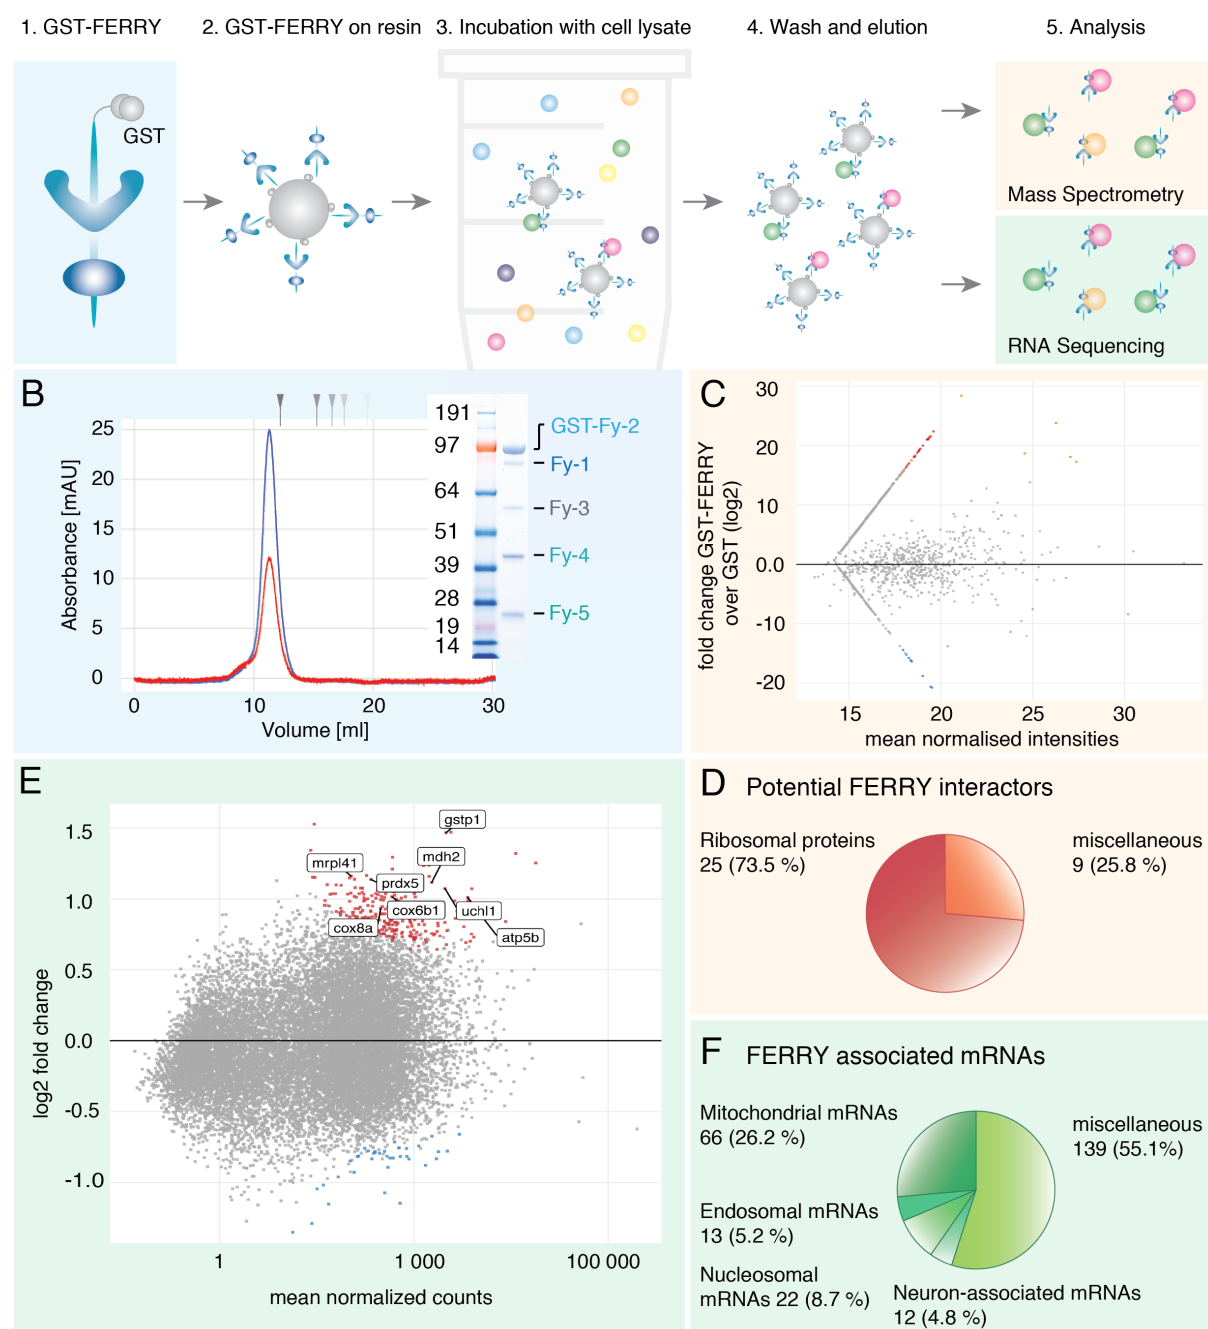 1. GST-FERRY
2. GST-FERRY on resin
3. Incubation with cell lysate
4. Wash and elution
5. Analysis
GST
Mass Spectrometry
RNA Sequencing
B
Absorbance [mAU]
25
20
15
10
5
0
0
10
20
30
Volume [ml]
191
97
64
51
39
28
19
14
GST-Fy-2
Fy-1
Fy-3
Fy-4
Fy-5
C
fold change GST-FERRY
over GST (log2)
30
20
10
0.0
-10
-20
15
20
25
30
mean normalised intensities
D
Potential FERRY interactors
Ribosomal proteins
25 (73.5 %)
miscellaneous
9 (25.8 %)
E
log2 fold change
1.5
1.0
0.5
0.0
-0.5
-1.0
gstp1
mrpl41
mdh2
prdx5
cox6b1
uchl1
cox8a
atp5b
1
1 000
100 000
mean normalized counts
F
FERRY associated mRNAs
Mitochondrial mRNAs
66 (26.2 %)
miscellaneous
139 (55.1%)
Endosomal mRNAs
13 (5.2 %)
Nucleosomal
mRNAs 22 (8.7 %)
Neuron-associated mRNAs
12 (4.8 %)